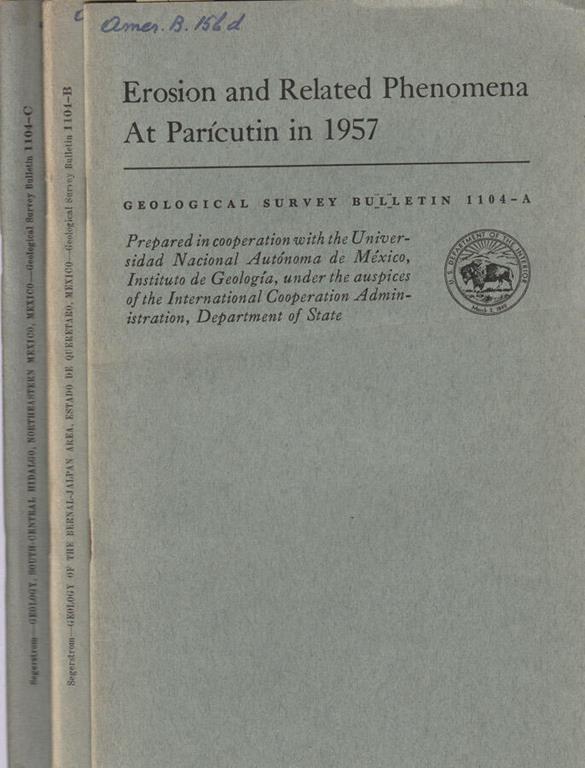 Amer. B. 156 d
Erosion and Related Phenomena
At Parícutin in 1957
GEOLOGICAL SURVEY BULLETIN 1104-A
Prepared in cooperation with the Univer-
sidad Nacional Autónoma de México,
Instituto de Geología, under the auspices
of the International Cooperation Admin-
istration, Department of State
U. S. DEPARTMENT OF THE INTERIOR
March 3, 1849
Segerstrom—GEOLOGY OF THE BERNAL-JALPAN AREA, ESTADO DE QUERETARO, MEXICO—Geological Survey Bulletin 1104-B
Segerstrom—GEOLOGY, SOUTH-CENTRAL HIDALGO, NORTHEASTERN MEXICO, MEXICO—Geological Survey Bulletin 1104-C